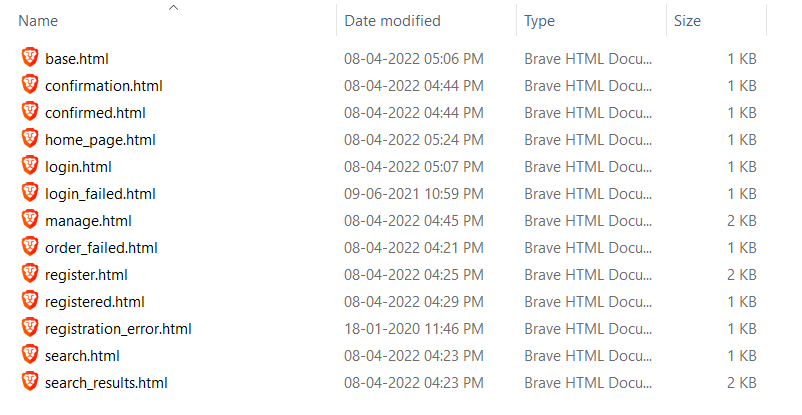 Name Date modified Type Size
base.html 08-04-2022 05:06 PM Brave HTML Docu... 1 KB
confirmation.html 08-04-2022 04:44 PM Brave HTML Docu... 1 KB
confirmed.html 08-04-2022 04:44 PM Brave HTML Docu... 1 KB
home_page.html 08-04-2022 05:24 PM Brave HTML Docu... 1 KB
login.html 08-04-2022 05:07 PM Brave HTML Docu... 1 KB
login_failed.html 09-06-2021 10:59 PM Brave HTML Docu... 1 KB
manage.html 08-04-2022 04:45 PM Brave HTML Docu... 2 KB
order_failed.html 08-04-2022 04:21 PM Brave HTML Docu... 1 KB
register.html 08-04-2022 04:25 PM Brave HTML Docu... 2 KB
registered.html 08-04-2022 04:29 PM Brave HTML Docu... 1 KB
registration_error.html 18-01-2020 11:46 PM Brave HTML Docu... 1 KB
search.html 08-04-2022 04:23 PM Brave HTML Docu... 1 KB
search_results.html 08-04-2022 04:23 PM Brave HTML Docu... 2 KB